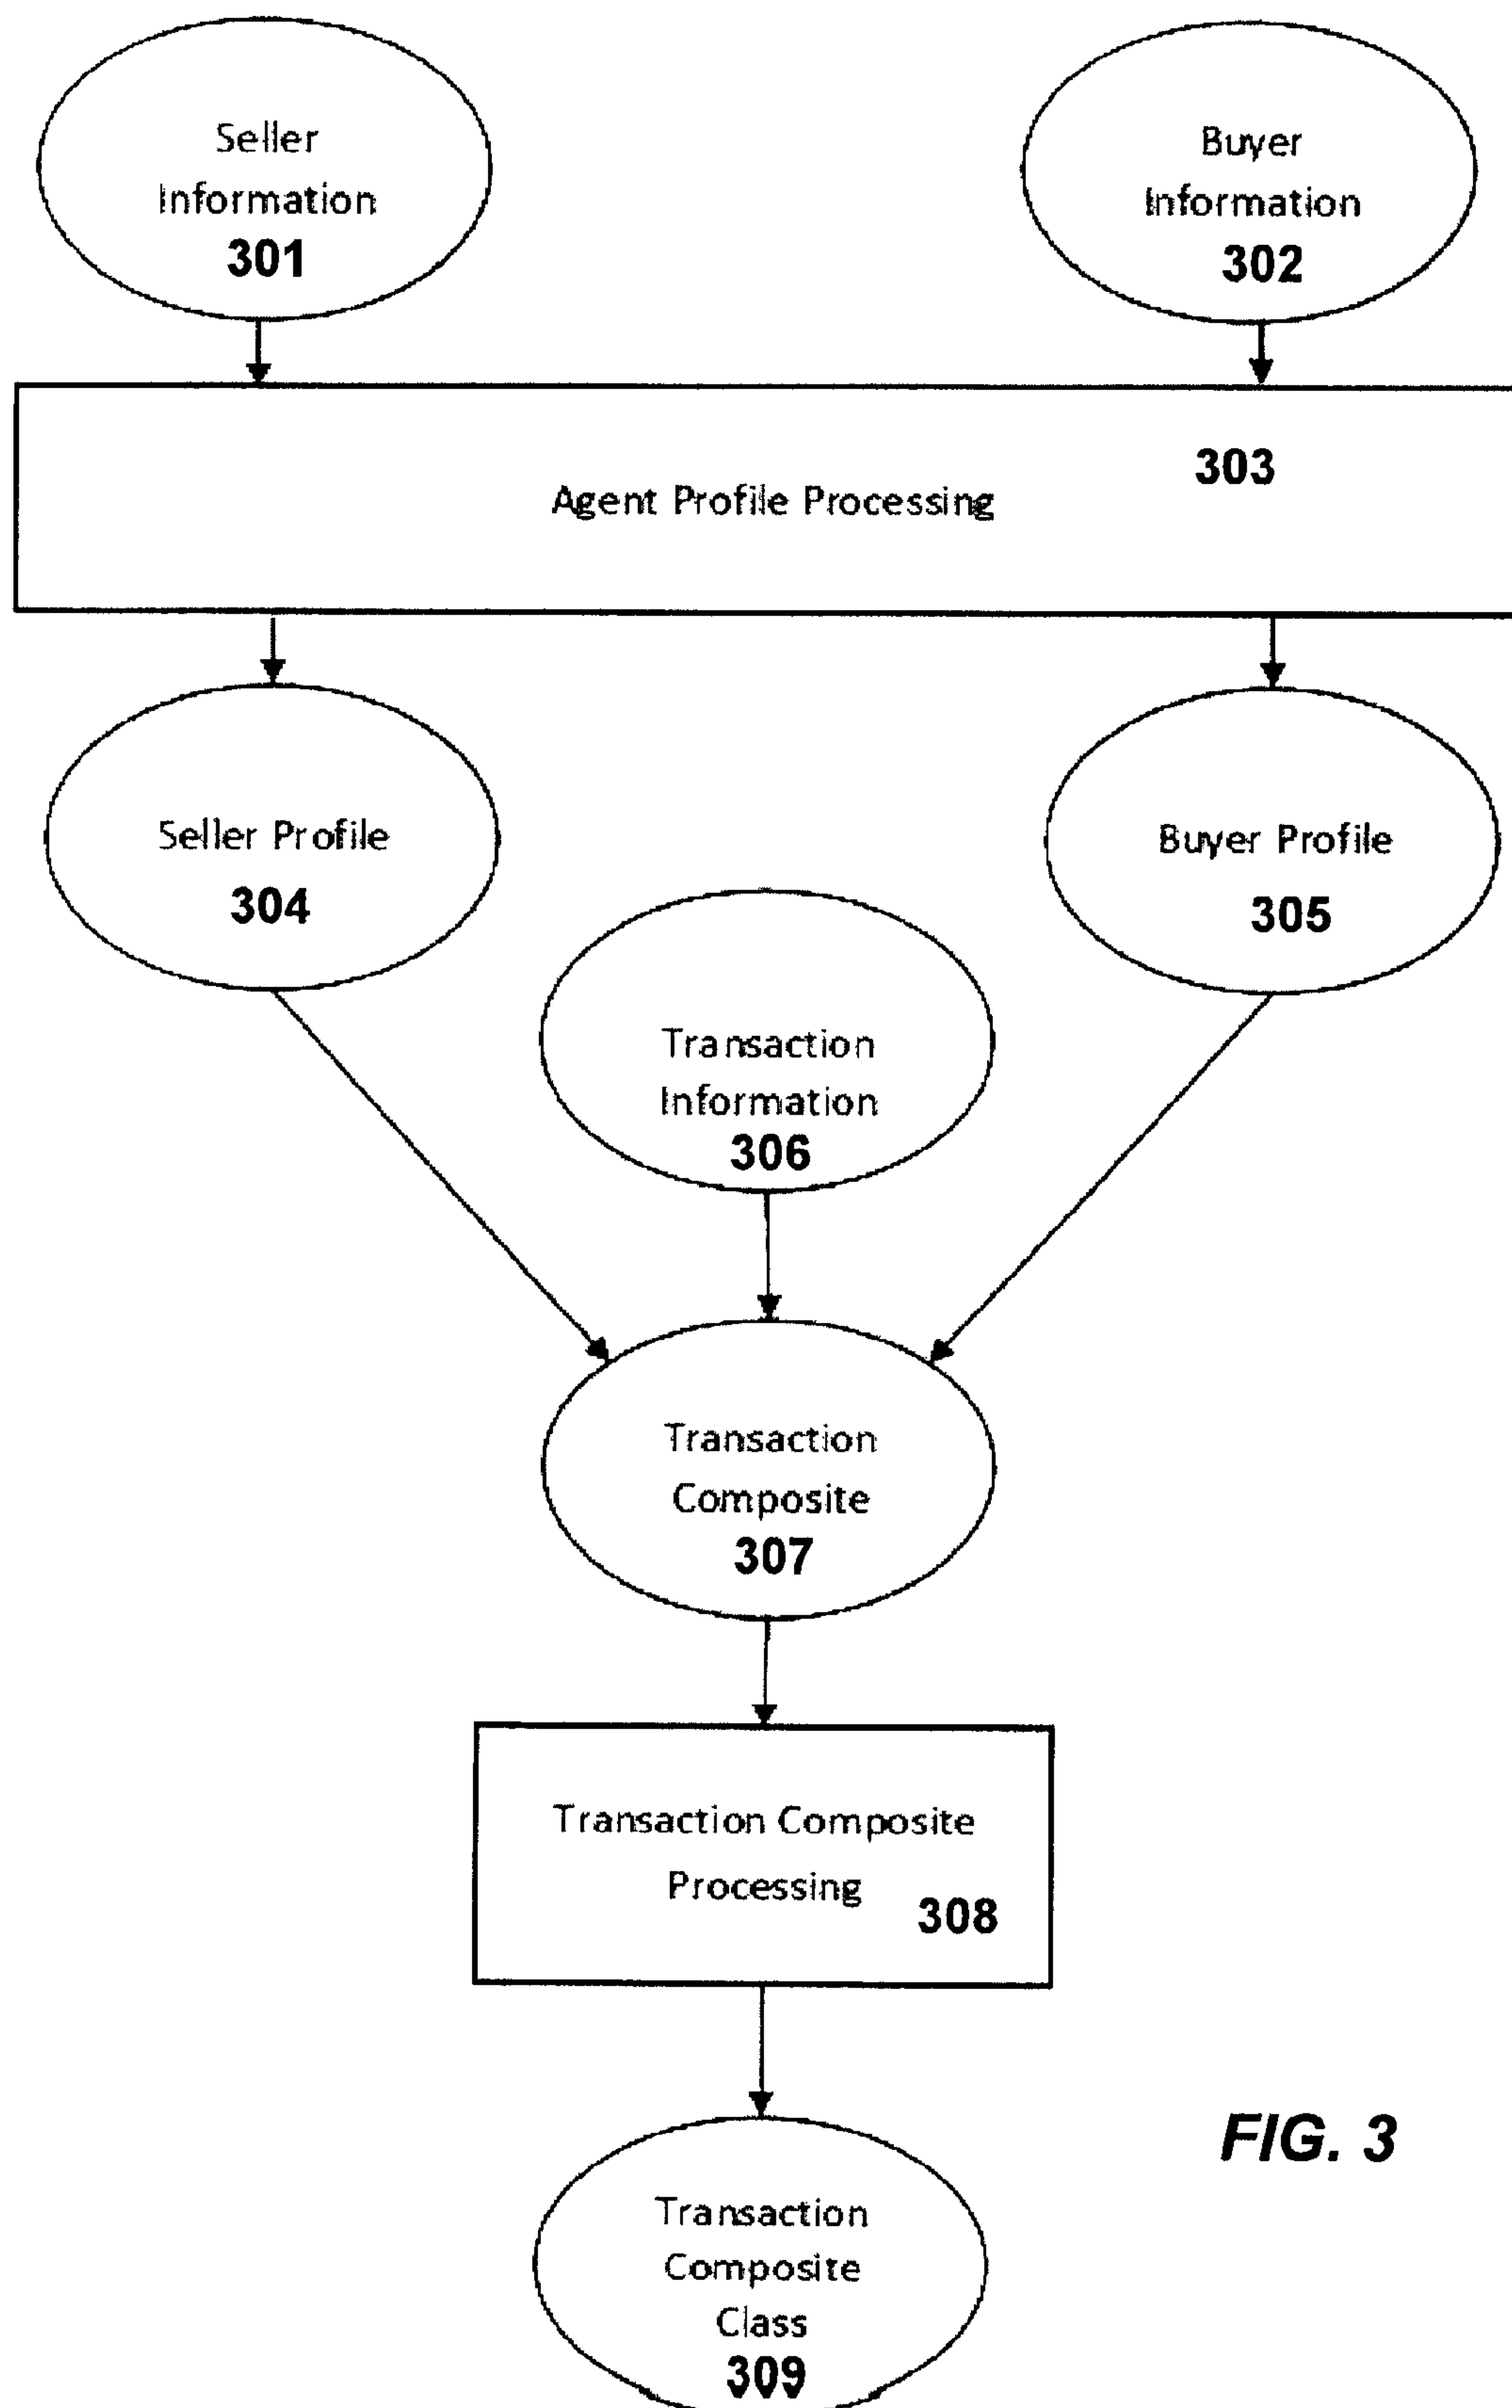 Seller
Information
301
Buyer
Information
302
303
Agent Profile Processing
Seller Profile
304
Buyer Profile
305
Transaction
Information
306
Transaction
Composite
307
Transaction Composite
Processing
308
FIG. 3
Transaction
Composite
Class
309